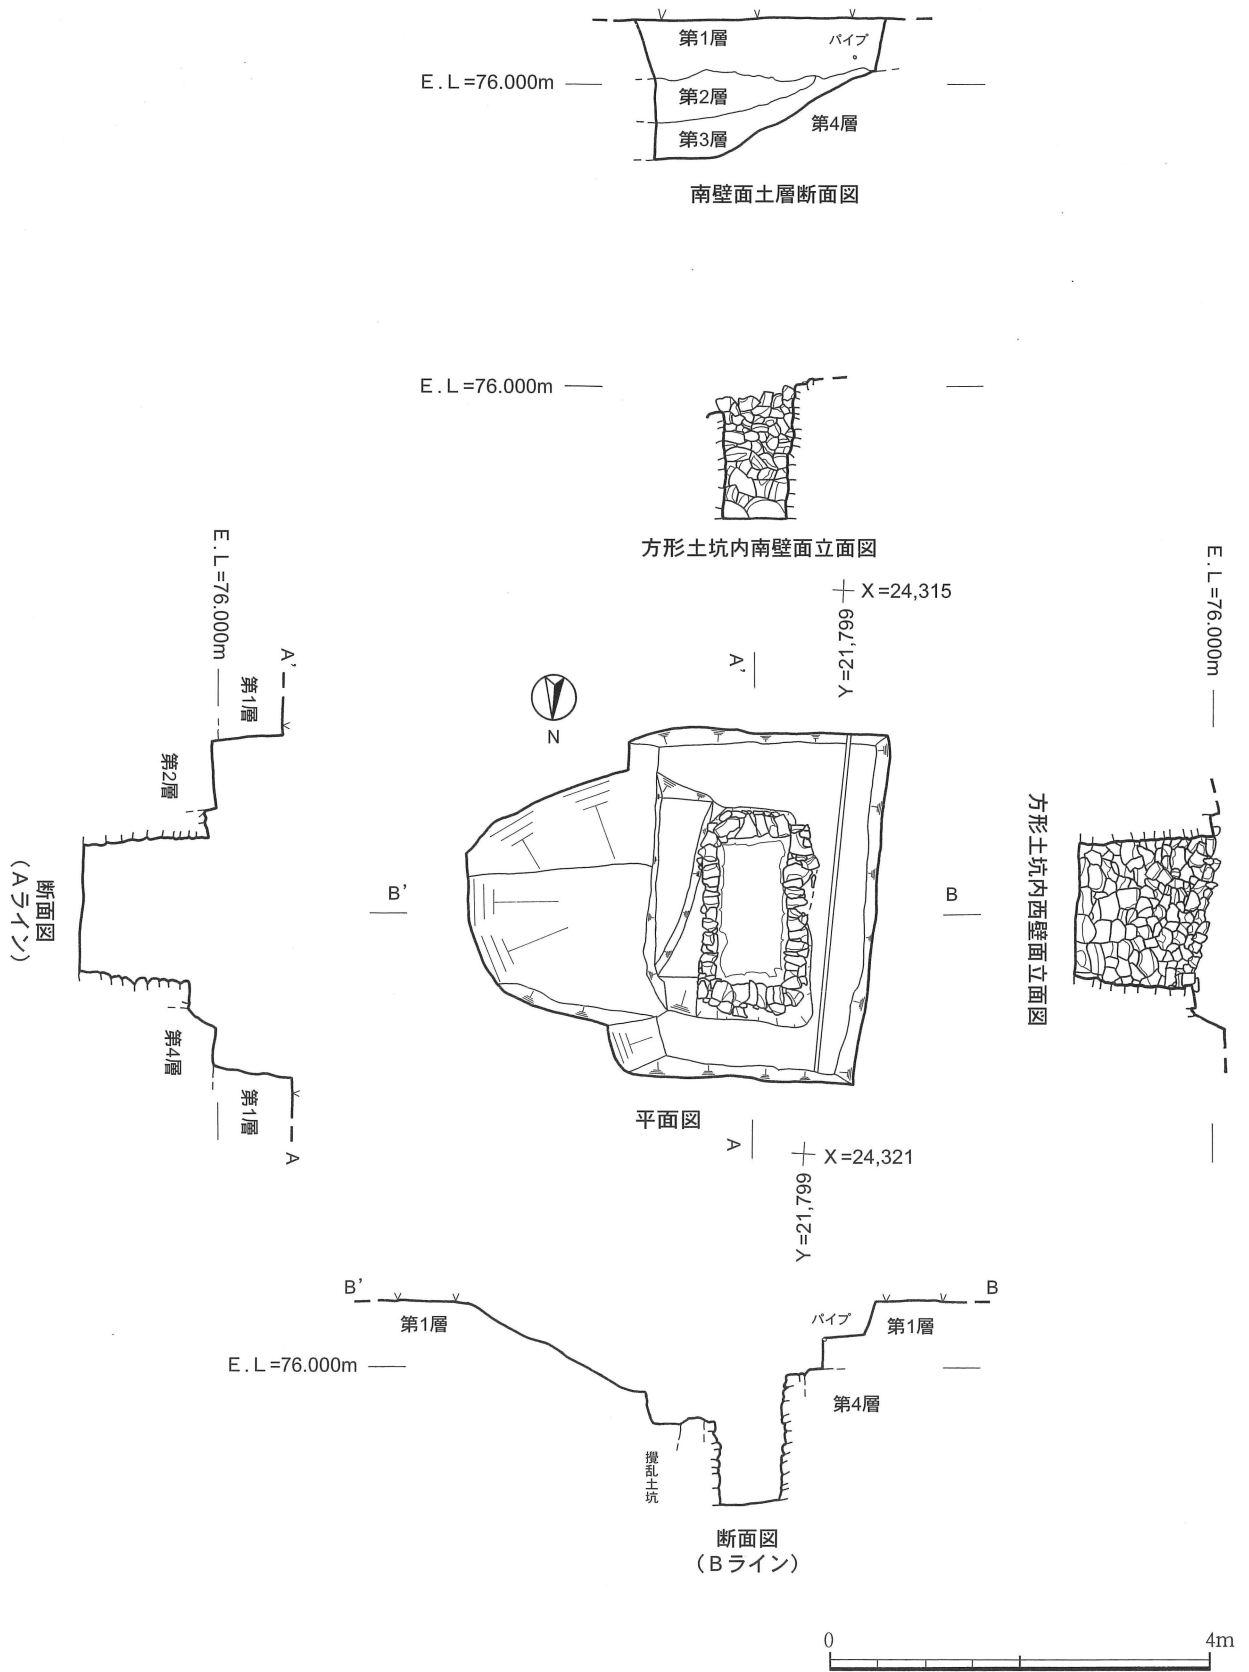 第1層
パイプ
E.L=76.000m
第2層
第4層
第3層
南壁面土層断面図
E.L=76.000m
方形土坑内南壁面立面図
X=24,315
Y=21,799
E.L=76.000m
A'
第1層
第2層
第4層
第1層
A
断面図
(Aライン)
A'
N
B'
B
平面図
A
X=24,321
Y=21,799
E.L=76.000m
方形土坑内西壁面立面図
B'
B
第1層
パイプ
第1層
E.L=76.000m
第4層
攪乱土坑
断面図
(Bライン)
0
4m